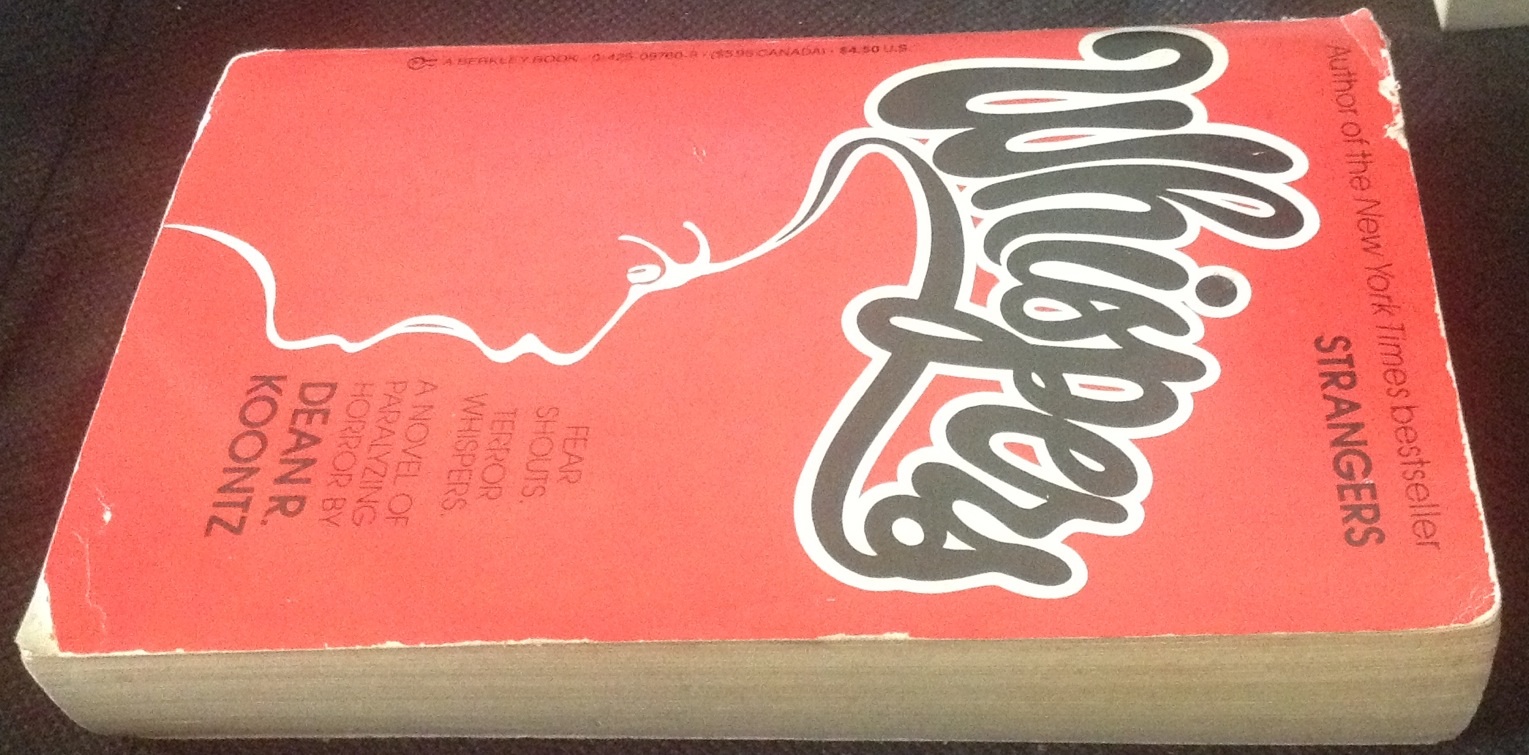 Author of the New York Times bestseller
STRANGERS
Whispers
A BERKLEY BOOK · 0-425-09760-9 · ($5.95 CANADA) · $4.50 U.S.
FEAR
SHOUTS.
TERROR
WHISPERS.
A NOVEL OF
PARALYZING
HORROR BY
DEAN R.
KOONTZ